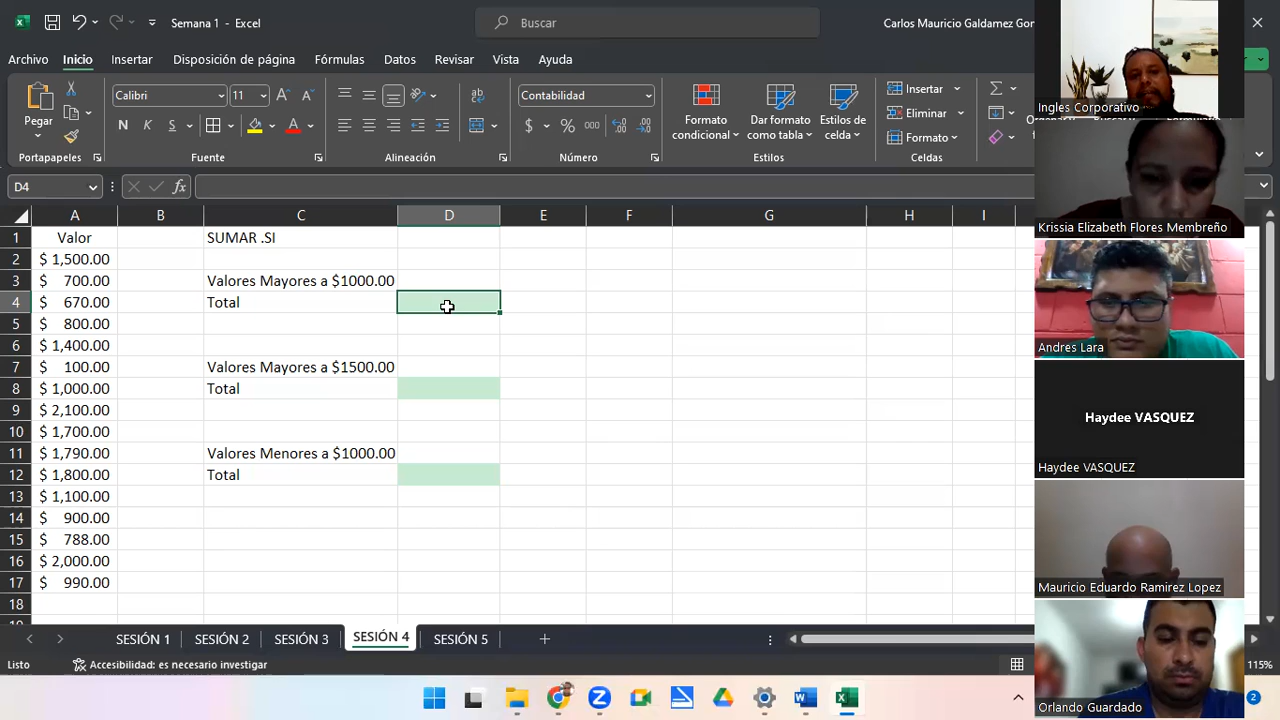 Semana 1 - Excel
Buscar
Carlos Mauricio Galdamez Gon
Archivo Inicio Insertar Disposición de página Fórmulas Datos Revisar Vista Ayuda
Pegar
Calibri 11
N K S
Contabilidad
$ % 000
Formato condicional
Dar formato como tabla
Estilos de celda
Insertar
Eliminar
Formato
Portapapeles Fuente Alineación Número Estilos Celdas
D4 fx
A B C D E F G H I
1 Valor SUMAR .SI
2 $ 1,500.00
3 $ 700.00 Valores Mayores a $1000.00
4 $ 670.00 Total
5 $ 800.00
6 $ 1,400.00
7 $ 100.00 Valores Mayores a $1500.00
8 $ 1,000.00 Total
9 $ 2,100.00
10 $ 1,700.00
11 $ 1,790.00 Valores Menores a $1000.00
12 $ 1,800.00 Total
13 $ 1,100.00
14 $ 900.00
15 $ 788.00
16 $ 2,000.00
17 $ 990.00
18
SESIÓN 1 SESIÓN 2 SESIÓN 3 SESIÓN 4 SESIÓN 5
Listo Accesibilidad: es necesario investigar 115%
2
Ingles Corporativo
Krissia Elizabeth Flores Membreño
Andres Lara
Haydee VASQUEZ
Haydee VASQUEZ
Mauricio Eduardo Ramirez Lopez
Orlando Guardado